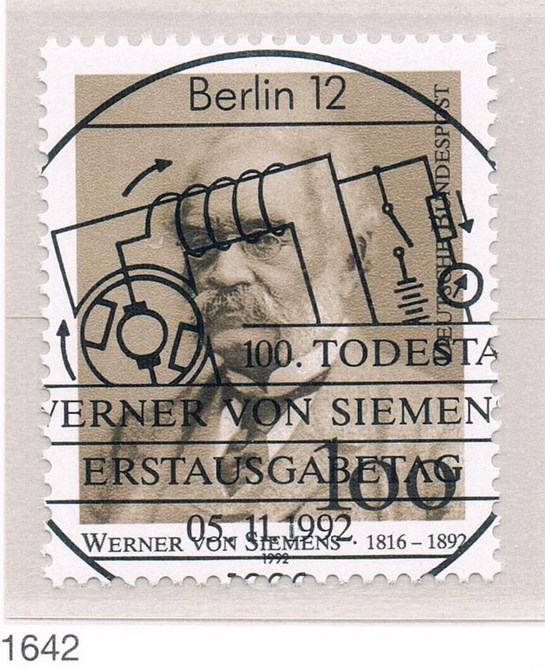 Berlin 12
DEUTSCHE BUNDESPOST
100. TODESTA
WERNER VON SIEMEN
ERSTAUSGABETAG
100
05. 11. 1992
WERNER VON SIEMENS · 1816 – 1892
1992
1642